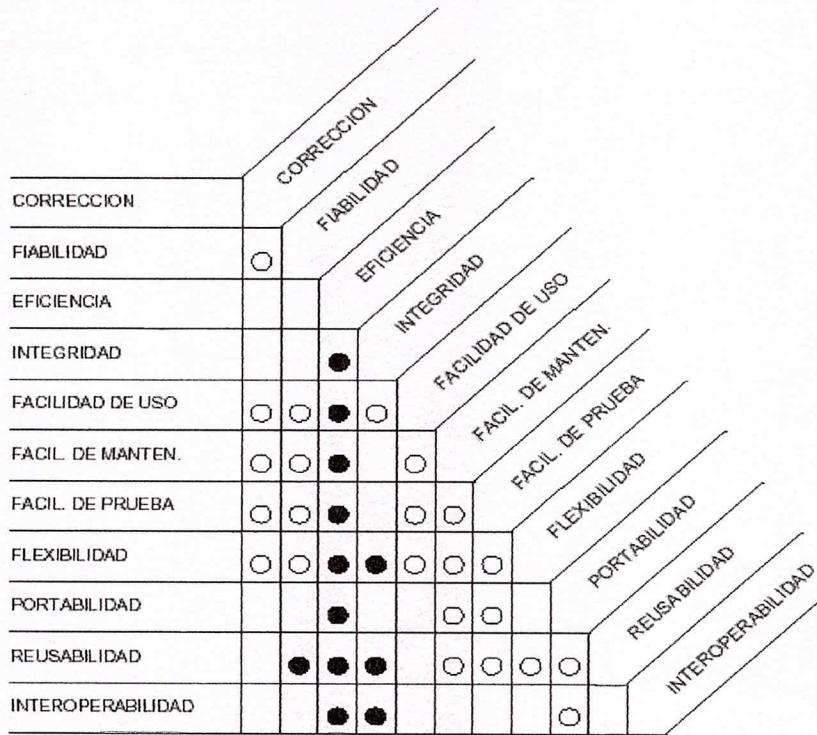 CORRECCION
FIABILIDAD
EFICIENCIA
INTEGRIDAD
FACILIDAD DE USO
FACIL. DE MANTEN.
FACIL. DE PRUEBA
FLEXIBILIDAD
PORTABILIDAD
REUSABILIDAD
INTEROPERABILIDAD
CORRECCION
FIABILIDAD
EFICIENCIA
INTEGRIDAD
FACILIDAD DE USO
FACIL. DE MANTEN.
FACIL. DE PRUEBA
FLEXIBILIDAD
PORTABILIDAD
REUSABILIDAD
INTEROPERABILIDAD